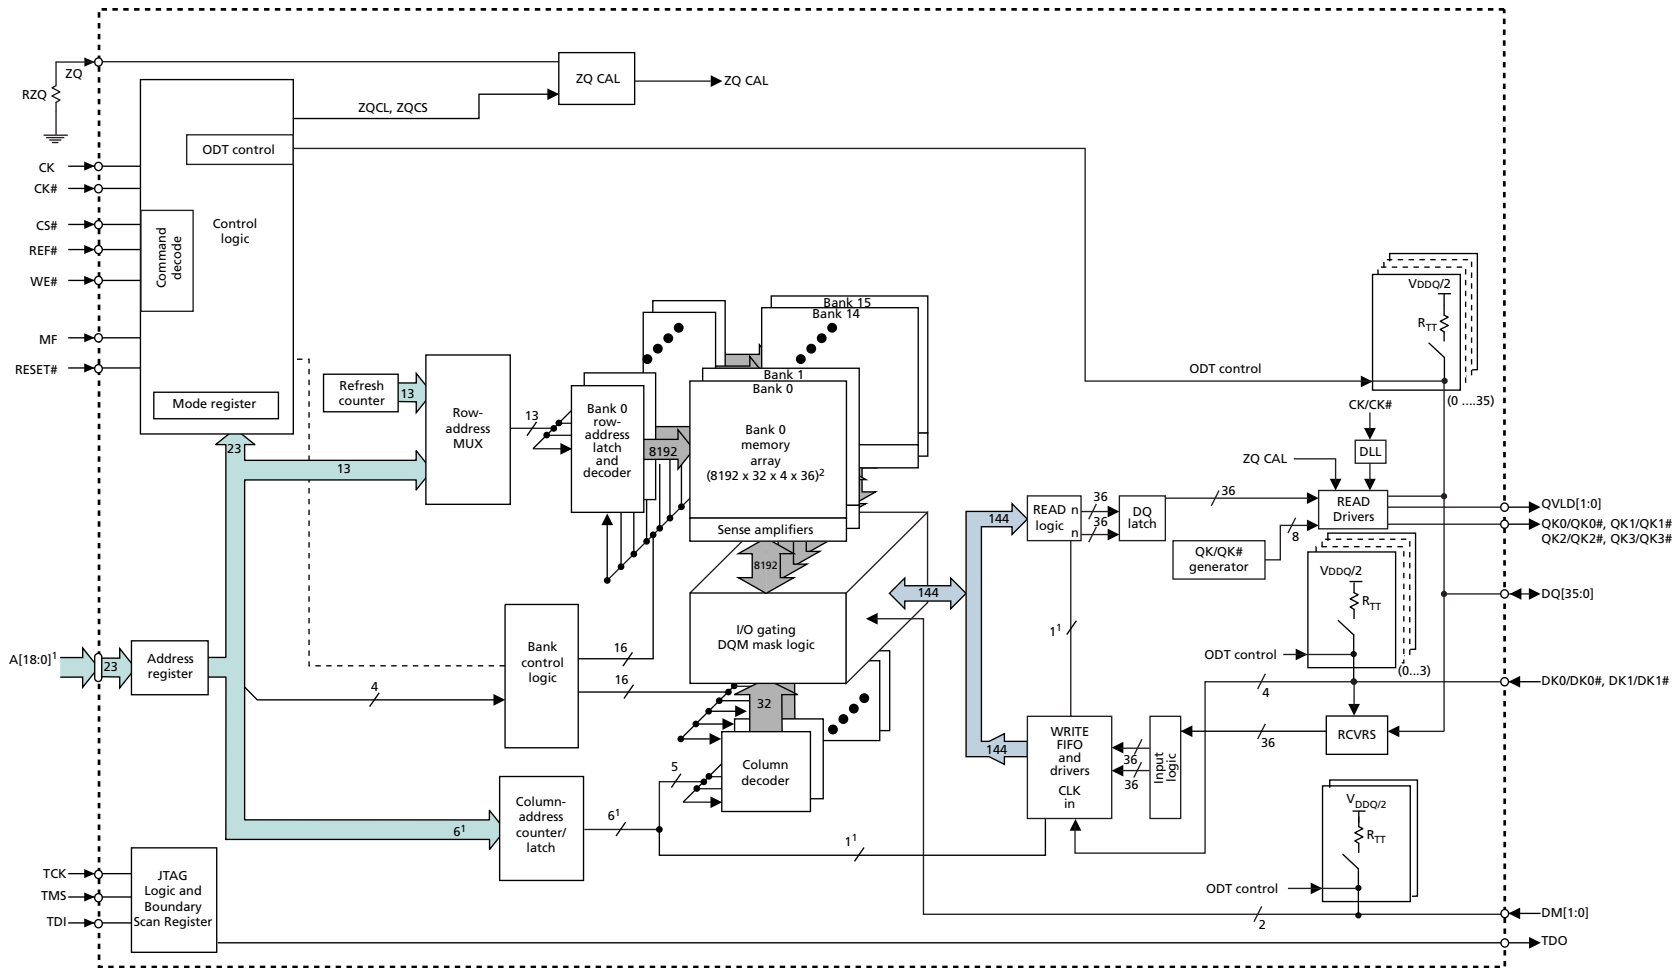 ZQ
RZQ
ZQ CAL
ZQ CAL
ZQCL, ZQCS
ODT control
CK
CK#
CS#
REF#
WE#
MF
RESET#
Command
decode
Control
logic
Mode register
23
13
Refresh
counter
13
Row-
address
MUX
13
Bank 0
row-
address
latch
and
decoder
8192
Bank 15
Bank 14
Bank 1
Bank 0
Bank 0
memory
array
(8192 x 32 x 4 x 36)²
Sense amplifiers
8192
I/O gating
DQM mask logic
32
Column
decoder
5
A[18:0]¹
23
Address
register
4
Bank
control
logic
16
16
6¹
Column-
address
counter/
latch
6¹
1¹
TCK
TMS
TDI
JTAG
Logic and
Boundary
Scan Register
144
144
144
READ
logic
n
n
36
36
DQ
latch
36
1¹
WRITE
FIFO
and
drivers
CLK
in
36
36
Input
logic
36
RCVRS
4
QK/QK#
generator
8
ZQ CAL
CK/CK#
DLL
READ
Drivers
ODT control
VDDQ/2
RTT
(0 ....35)
VDDQ/2
RTT
ODT control
(0...3)
VDDQ/2
RTT
ODT control
2
QVLD[1:0]
QK0/QK0#, QK1/QK1#
QK2/QK2#, QK3/QK3#
DQ[35:0]
DK0/DK0#, DK1/DK1#
DM[1:0]
TDO